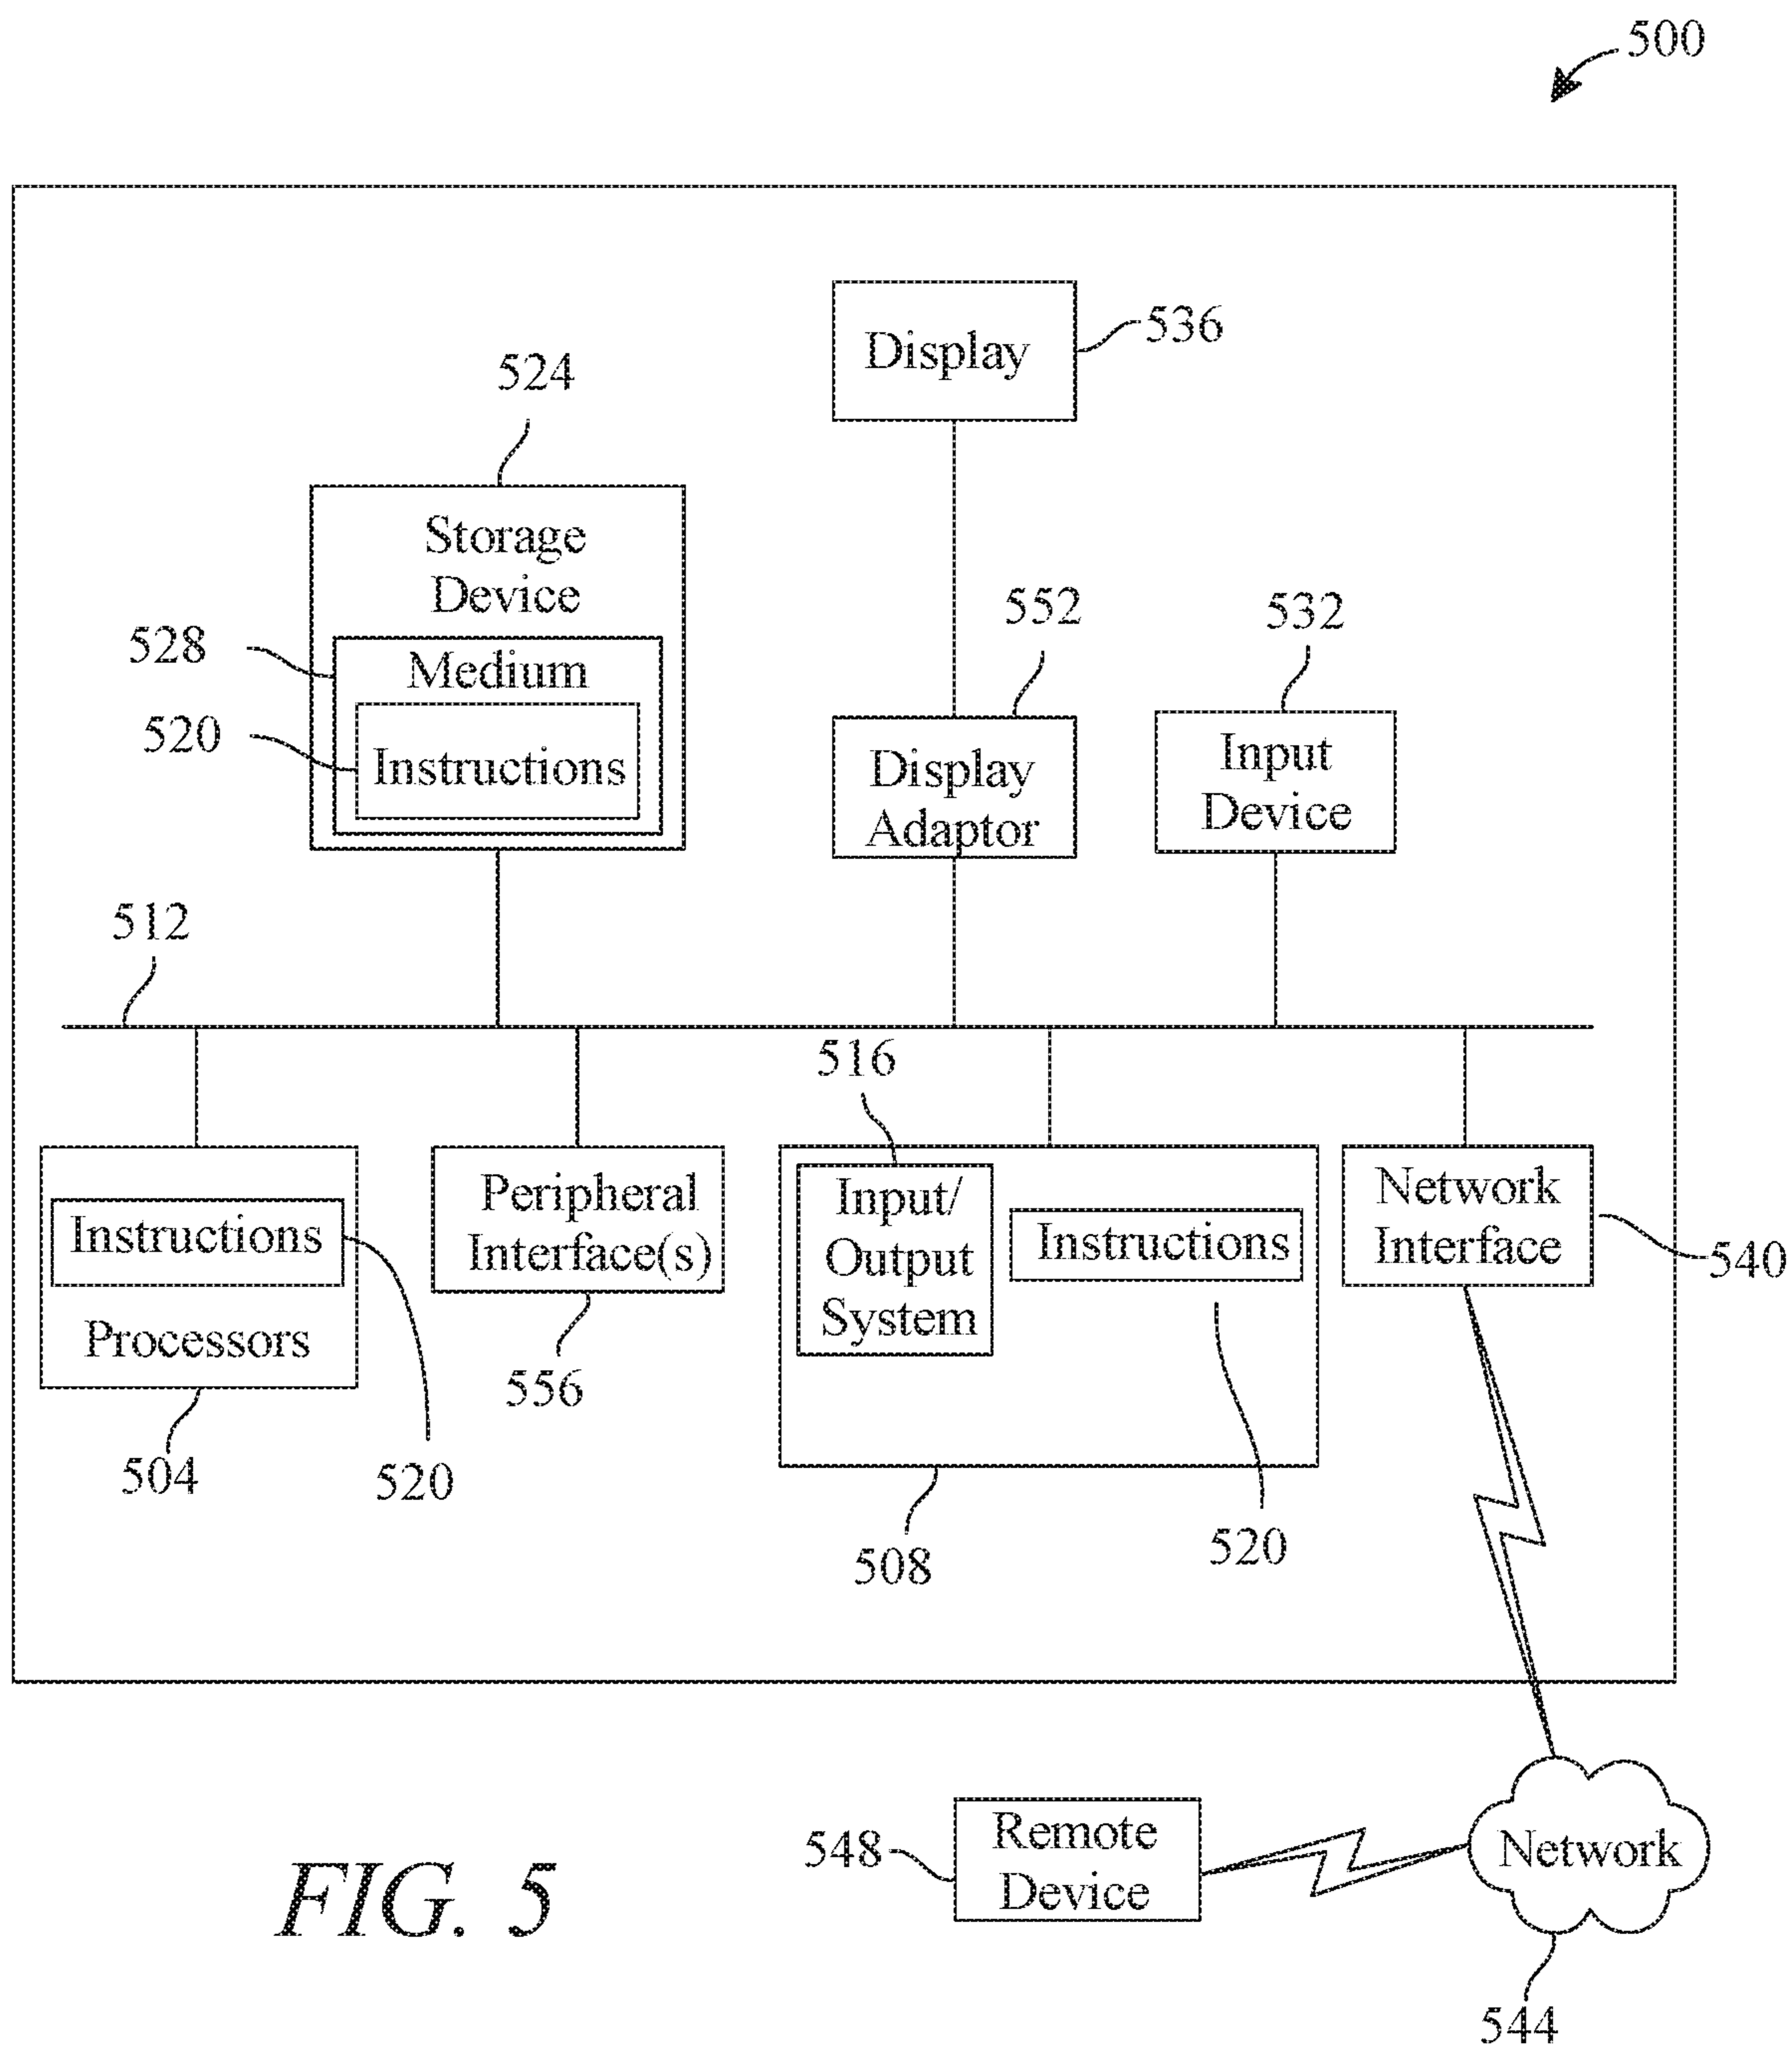 500
Display
536
524
Storage
Device
528
Medium
520
Instructions
552
Display
Adaptor
532
Input
Device
512
516
Instructions
Processors
504
520
Peripheral
Interface(s)
556
Input/
Output
System
Instructions
508
520
Network
Interface
540
Remote
Device
548
Network
544
FIG. 5